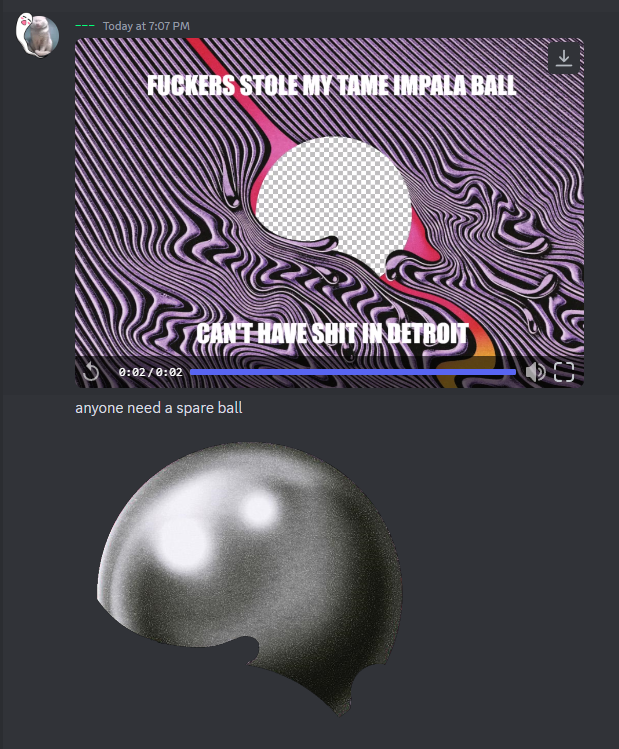 --- Today at 7:07 PM
FUCKERS STOLE MY TAME IMPALA BALL
CAN'T HAVE SHIT IN DETROIT
0:02/0:02
anyone need a spare ball